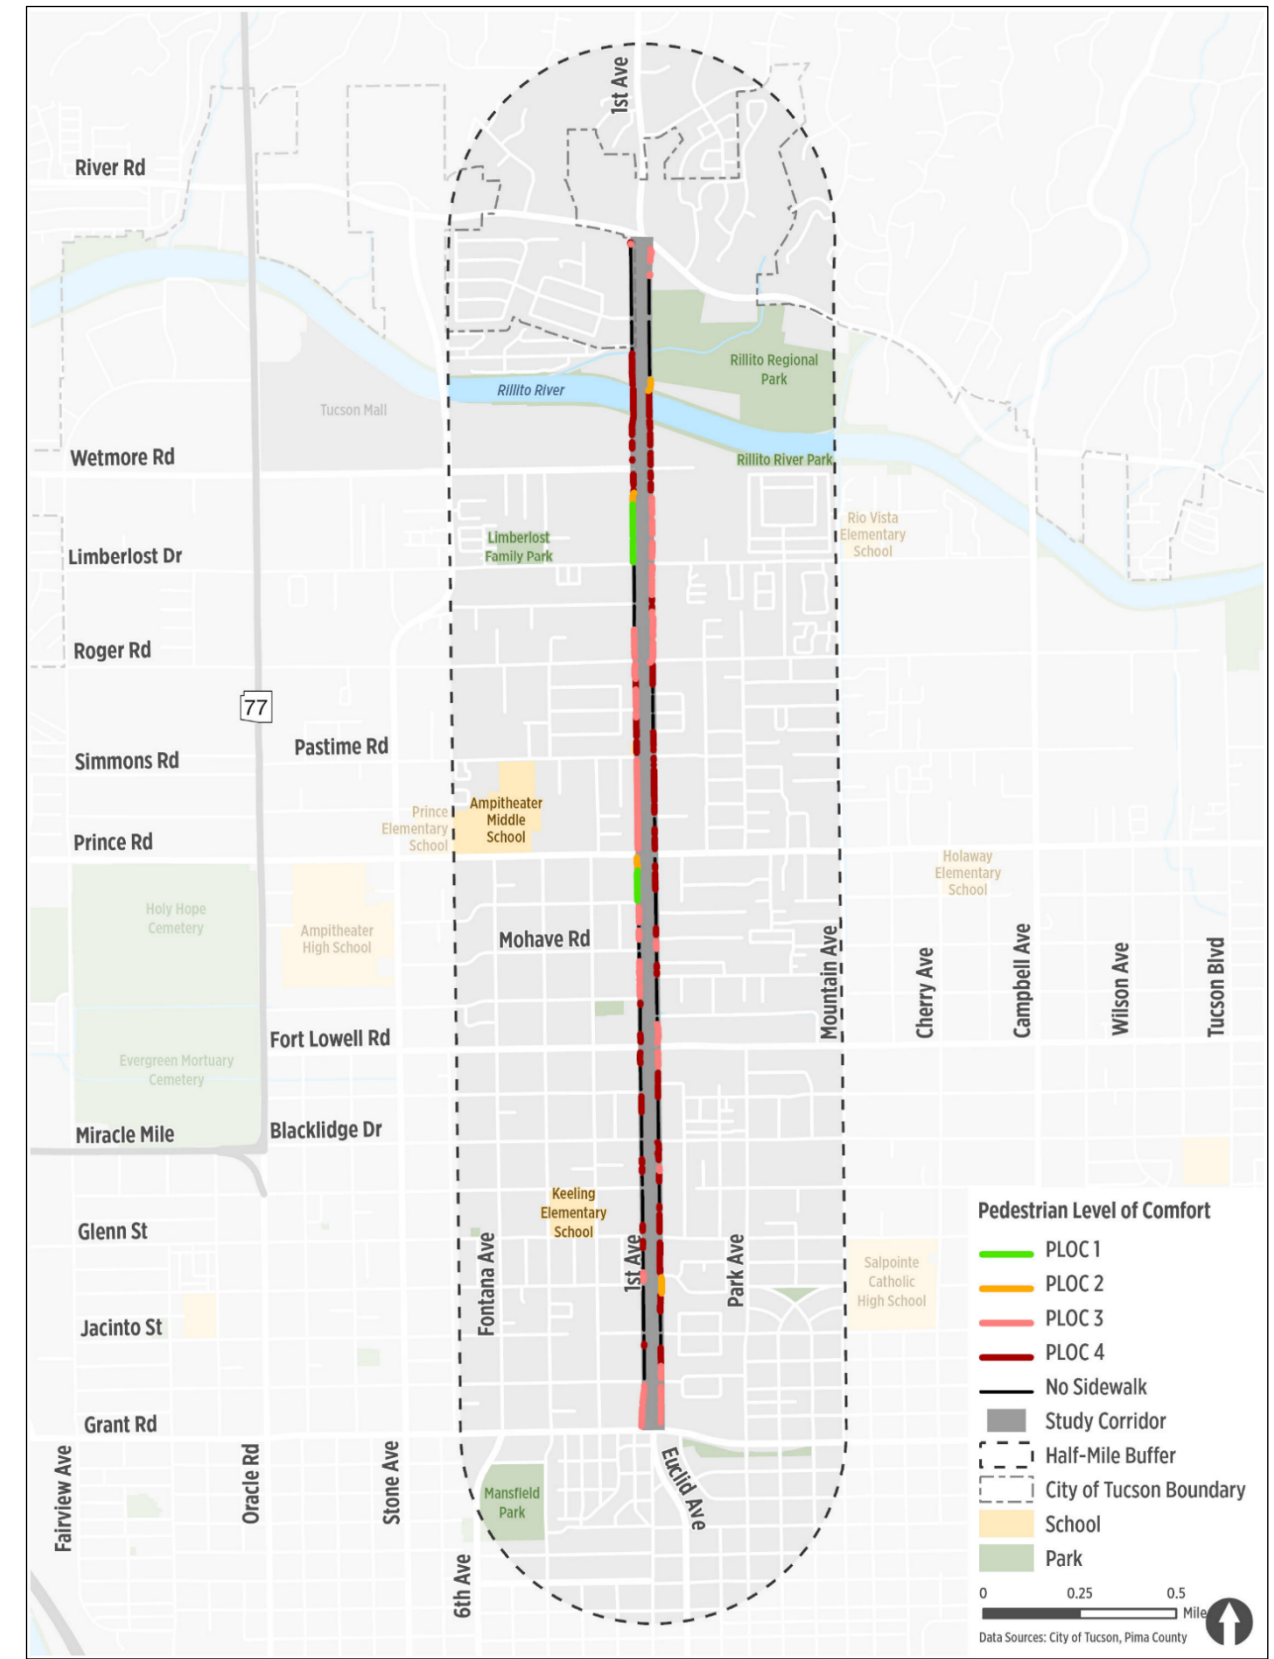 1st Ave
River Rd
Rillito Regional
Park
Rillito River
Tucson Mall
Wetmore Rd
Rillito River Park
Rio Vista
Elementary
School
Limberlost
Family Park
Limberlost Dr
Roger Rd
77
Pastime Rd
Simmons Rd
Prince
Elementary
School
Ampitheater
Middle
School
Prince Rd
Holaway
Elementary
School
Holy Hope
Cemetery
Ampitheater
High School
Mohave Rd
Mountain Ave
Cherry Ave
Campbell Ave
Wilson Ave
Tucson Blvd
Fort Lowell Rd
Evergreen Mortuary
Cemetery
Miracle Mile
Blacklidge Dr
Keeling
Elementary
School
Glenn St
Fontana Ave
1st Ave
Park Ave
Salpointe
Catholic
High School
Jacinto St
Grant Rd
Fairview Ave
Oracle Rd
Stone Ave
Euclid Ave
Mansfield
Park
6th Ave
Pedestrian Level of Comfort
PLOC 1
PLOC 2
PLOC 3
PLOC 4
No Sidewalk
Study Corridor
Half-Mile Buffer
City of Tucson Boundary
School
Park
0 0.25 0.5
Mile
Data Sources: City of Tucson, Pima County